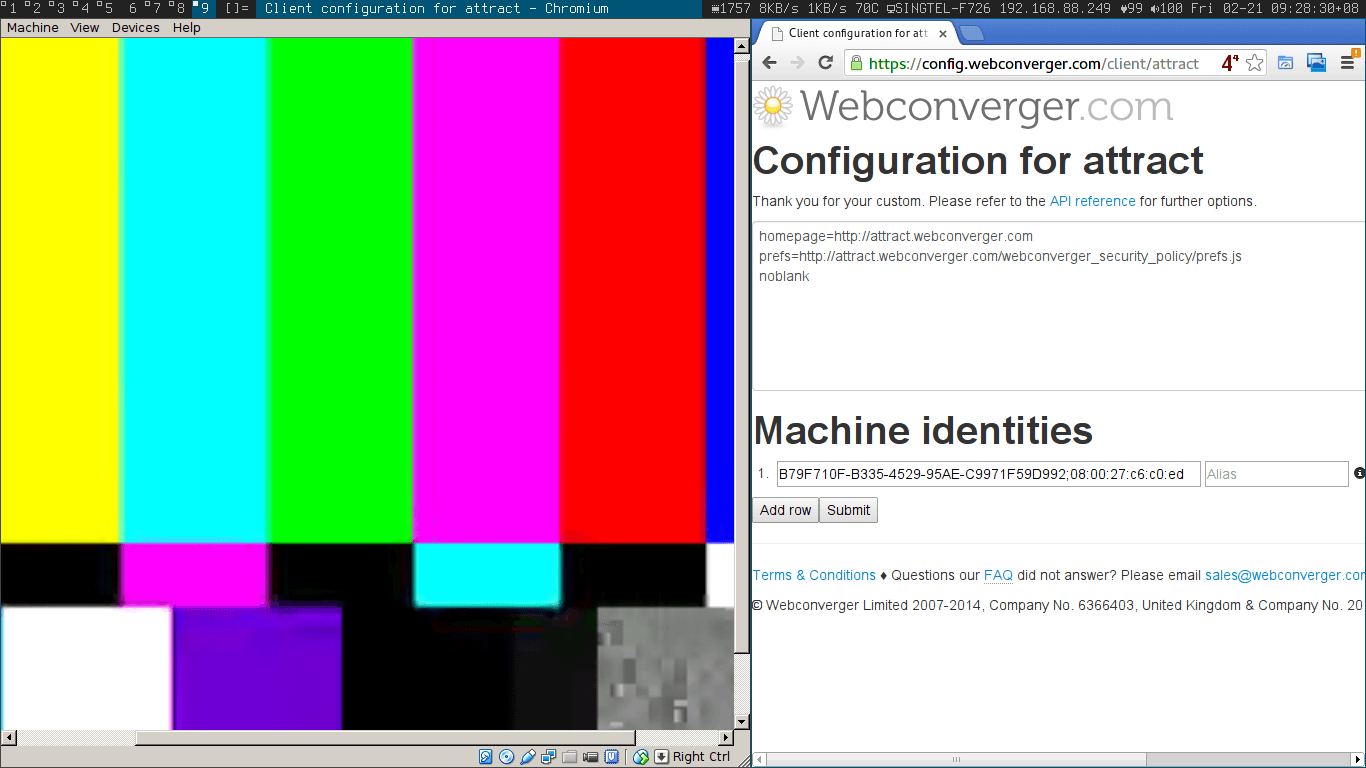 1 2 3 4 5 6 7 8 9 []= Client configuration for attract - Chromium 1757 8KB/s 1KB/s 70C SINGTEL-F726 192.168.88.249 99 100 Fri 02-21 09:28:30+08
Machine View Devices Help
Right Ctrl
Client configuration for att
https://config.webconverger.com/client/attract 4⁴
Webconverger.com
Configuration for attract
Thank you for your custom. Please refer to the API reference for further options.
homepage=http://attract.webconverger.com
prefs=http://attract.webconverger.com/webconverger_security_policy/prefs.js
noblank
Machine identities
1. B79F710F-B335-4529-95AE-C9971F59D992;08:00:27:c6:c0:ed Alias
Add row Submit
Terms & Conditions ♦ Questions our FAQ did not answer? Please email sales@webconverger.cor
© Webconverger Limited 2007-2014, Company No. 6366403, United Kingdom & Company No. 20